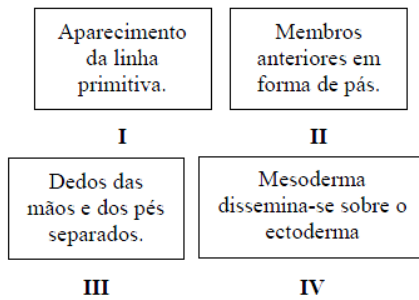 Aparecimento
da linha
primitiva.
I
Membros
anteriores em
forma de pás.
II
Dedos das
mãos e dos pés
separados.
III
Mesoderma
dissemina-se sobre o
ectoderma
IV